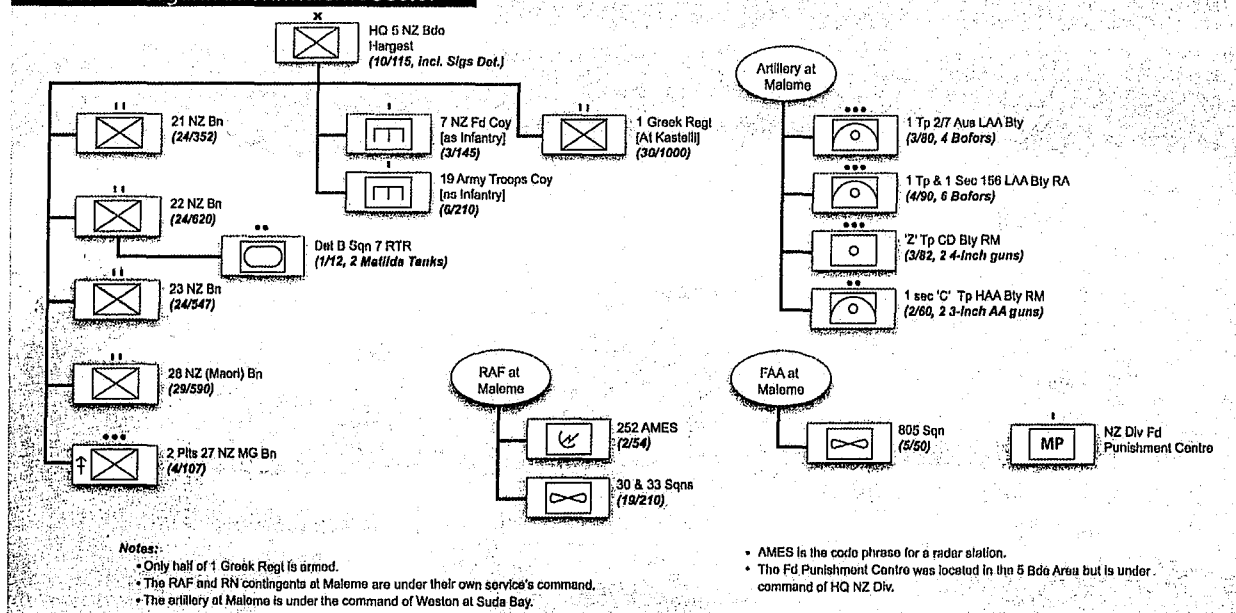 x
HQ 5 NZ Bdo
Hargest
(10/115, incl. Sigs Det.)
I I
21 NZ Bn
(24/352)
I I
22 NZ Bn
(24/620)
Det B Sqn 7 RTR
(1/12, 2 Matilda Tanks)
I I
23 NZ Bn
(24/547)
I I
28 NZ (Maori) Bn
(29/590)
2 Plts 27 NZ MG Bn
(4/107)
I
7 NZ Fd Coy
[as Infantry]
(3/145)
I
19 Army Troops Coy
[as Infantry]
(6/210)
I I
1 Greek Regt
[At Kastelli]
(30/1000)
Artillery at
Maleme
1 Tp 2/7 Aus LAA Bty
(3/80, 4 Bofors)
1 Tp & 1 Sec 156 LAA Bty RA
(4/90, 6 Bofors)
'Z' Tp CD Bty RM
(3/82, 2 4-inch guns)
1 sec 'C' Tp HAA Bty RM
(2/60, 2 3-inch AA guns)
RAF at
Maleme
252 AMES
(2/54)
30 & 33 Sqns
(19/210)
FAA at
Maleme
805 Sqn
(5/50)
I
MP
NZ Div Fd
Punishment Centre
Notes:
• Only half of 1 Greek Regt is armed.
• The RAF and RN contingents at Maleme are under their own service's command.
• The artillery at Maleme is under the command of Weston at Suda Bay.
• AMES is the code phrase for a radar station.
• The Fd Punishment Centre was located in the 5 Bde Area but is under
command of HQ NZ Div.